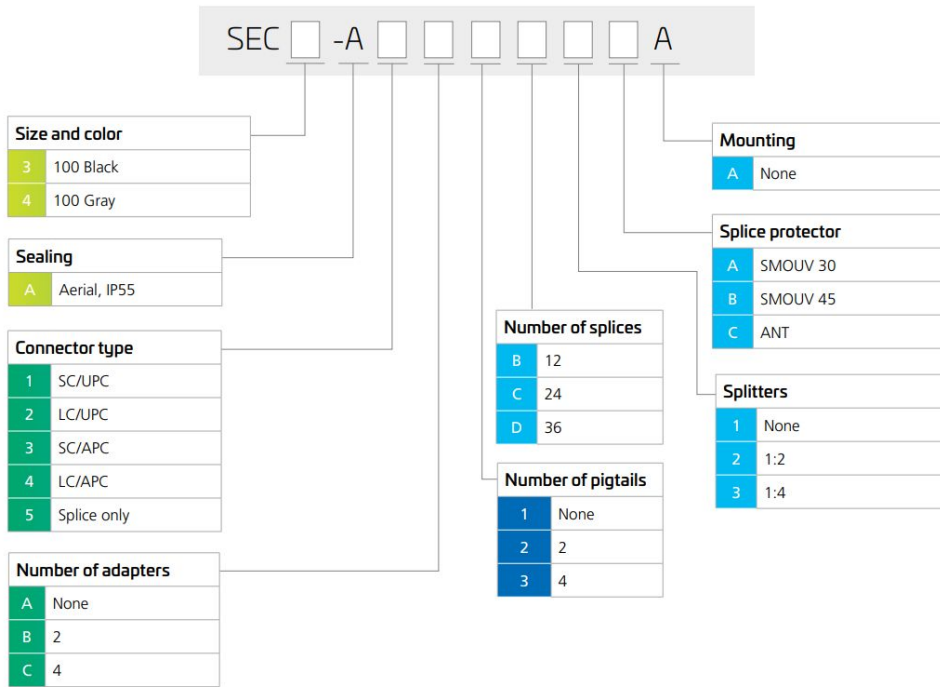 SEC □ -A □ □ □ □ □ □ A
Size and color
3 100 Black
4 100 Gray
Sealing
A Aerial, IP55
Connector type
1 SC/UPC
2 LC/UPC
3 SC/APC
4 LC/APC
5 Splice only
Number of adapters
A None
B 2
C 4
Number of splices
B 12
C 24
D 36
Number of pigtails
1 None
2 2
3 4
Mounting
A None
Splice protector
A SMOUV 30
B SMOUV 45
C ANT
Splitters
1 None
2 1:2
3 1:4